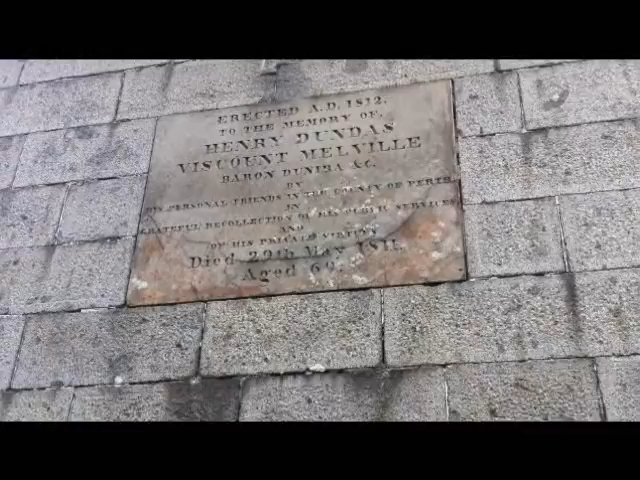 ERECTED A.D. 1812.
TO THE MEMORY OF
HENRY DUNDAS
VISCOUNT MELVILLE
BARON DUNIRA &C.
BY
HIS PERSONAL FRIENDS IN THE COUNTY OF PERTH
IN
GRATEFUL RECOLLECTION OF HIS PUBLIC SERVICES
AND
OF HIS PRIVATE VIRTUES
Died 29th May 1811.
Aged 69.